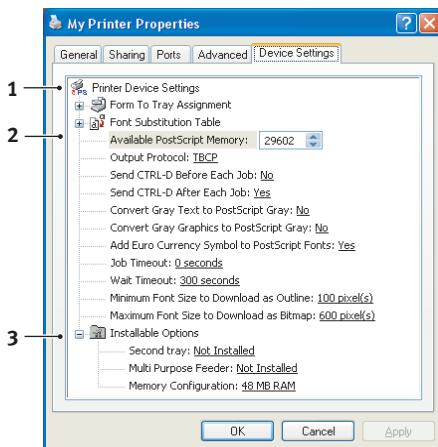 My Printer Properties
General Sharing Ports Advanced Device Settings
1 Printer Device Settings
Form To Tray Assignment
Font Substitution Table
2 Available PostScript Memory: 29602
Output Protocol: TBCP
Send CTRL-D Before Each Job: No
Send CTRL-D After Each Job: Yes
Convert Gray Text to PostScript Gray: No
Convert Gray Graphics to PostScript Gray: No
Add Euro Currency Symbol to PostScript Fonts: Yes
Job Timeout: 0 seconds
Wait Timeout: 300 seconds
Minimum Font Size to Download as Outline: 100 pixel(s)
Maximum Font Size to Download as Bitmap: 600 pixel(s)
3 Installable Options
Second tray: Not Installed
Multi Purpose Feeder: Not Installed
Memory Configuration: 48 MB RAM
OK Cancel Apply